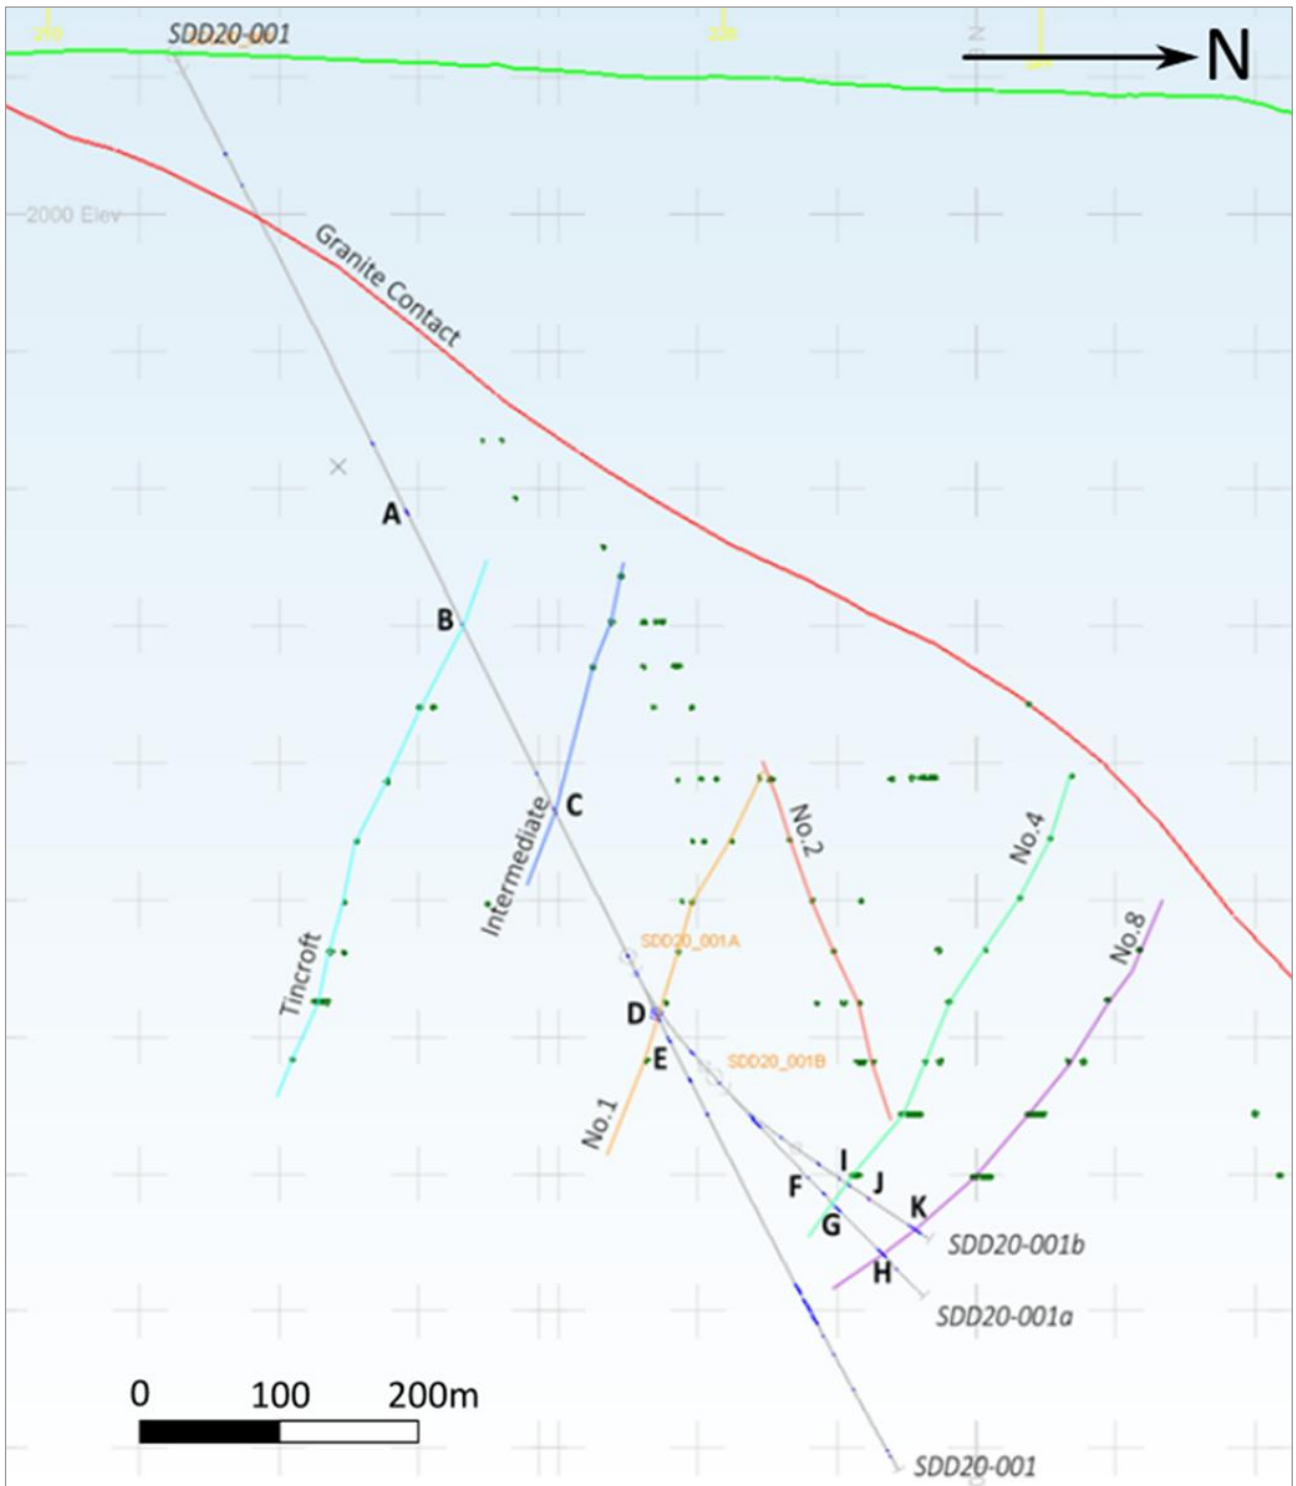 SDD20-001
N
2000 Elev
Granite Contact
A
B
C
Intermediate
No.2
No.4
No.8
SDD20_001A
Tincroft
D
E
SDD20_001B
No.1
I
J
F
K
G
SDD20-001b
H
SDD20-001a
0 100 200m
SDD20-001